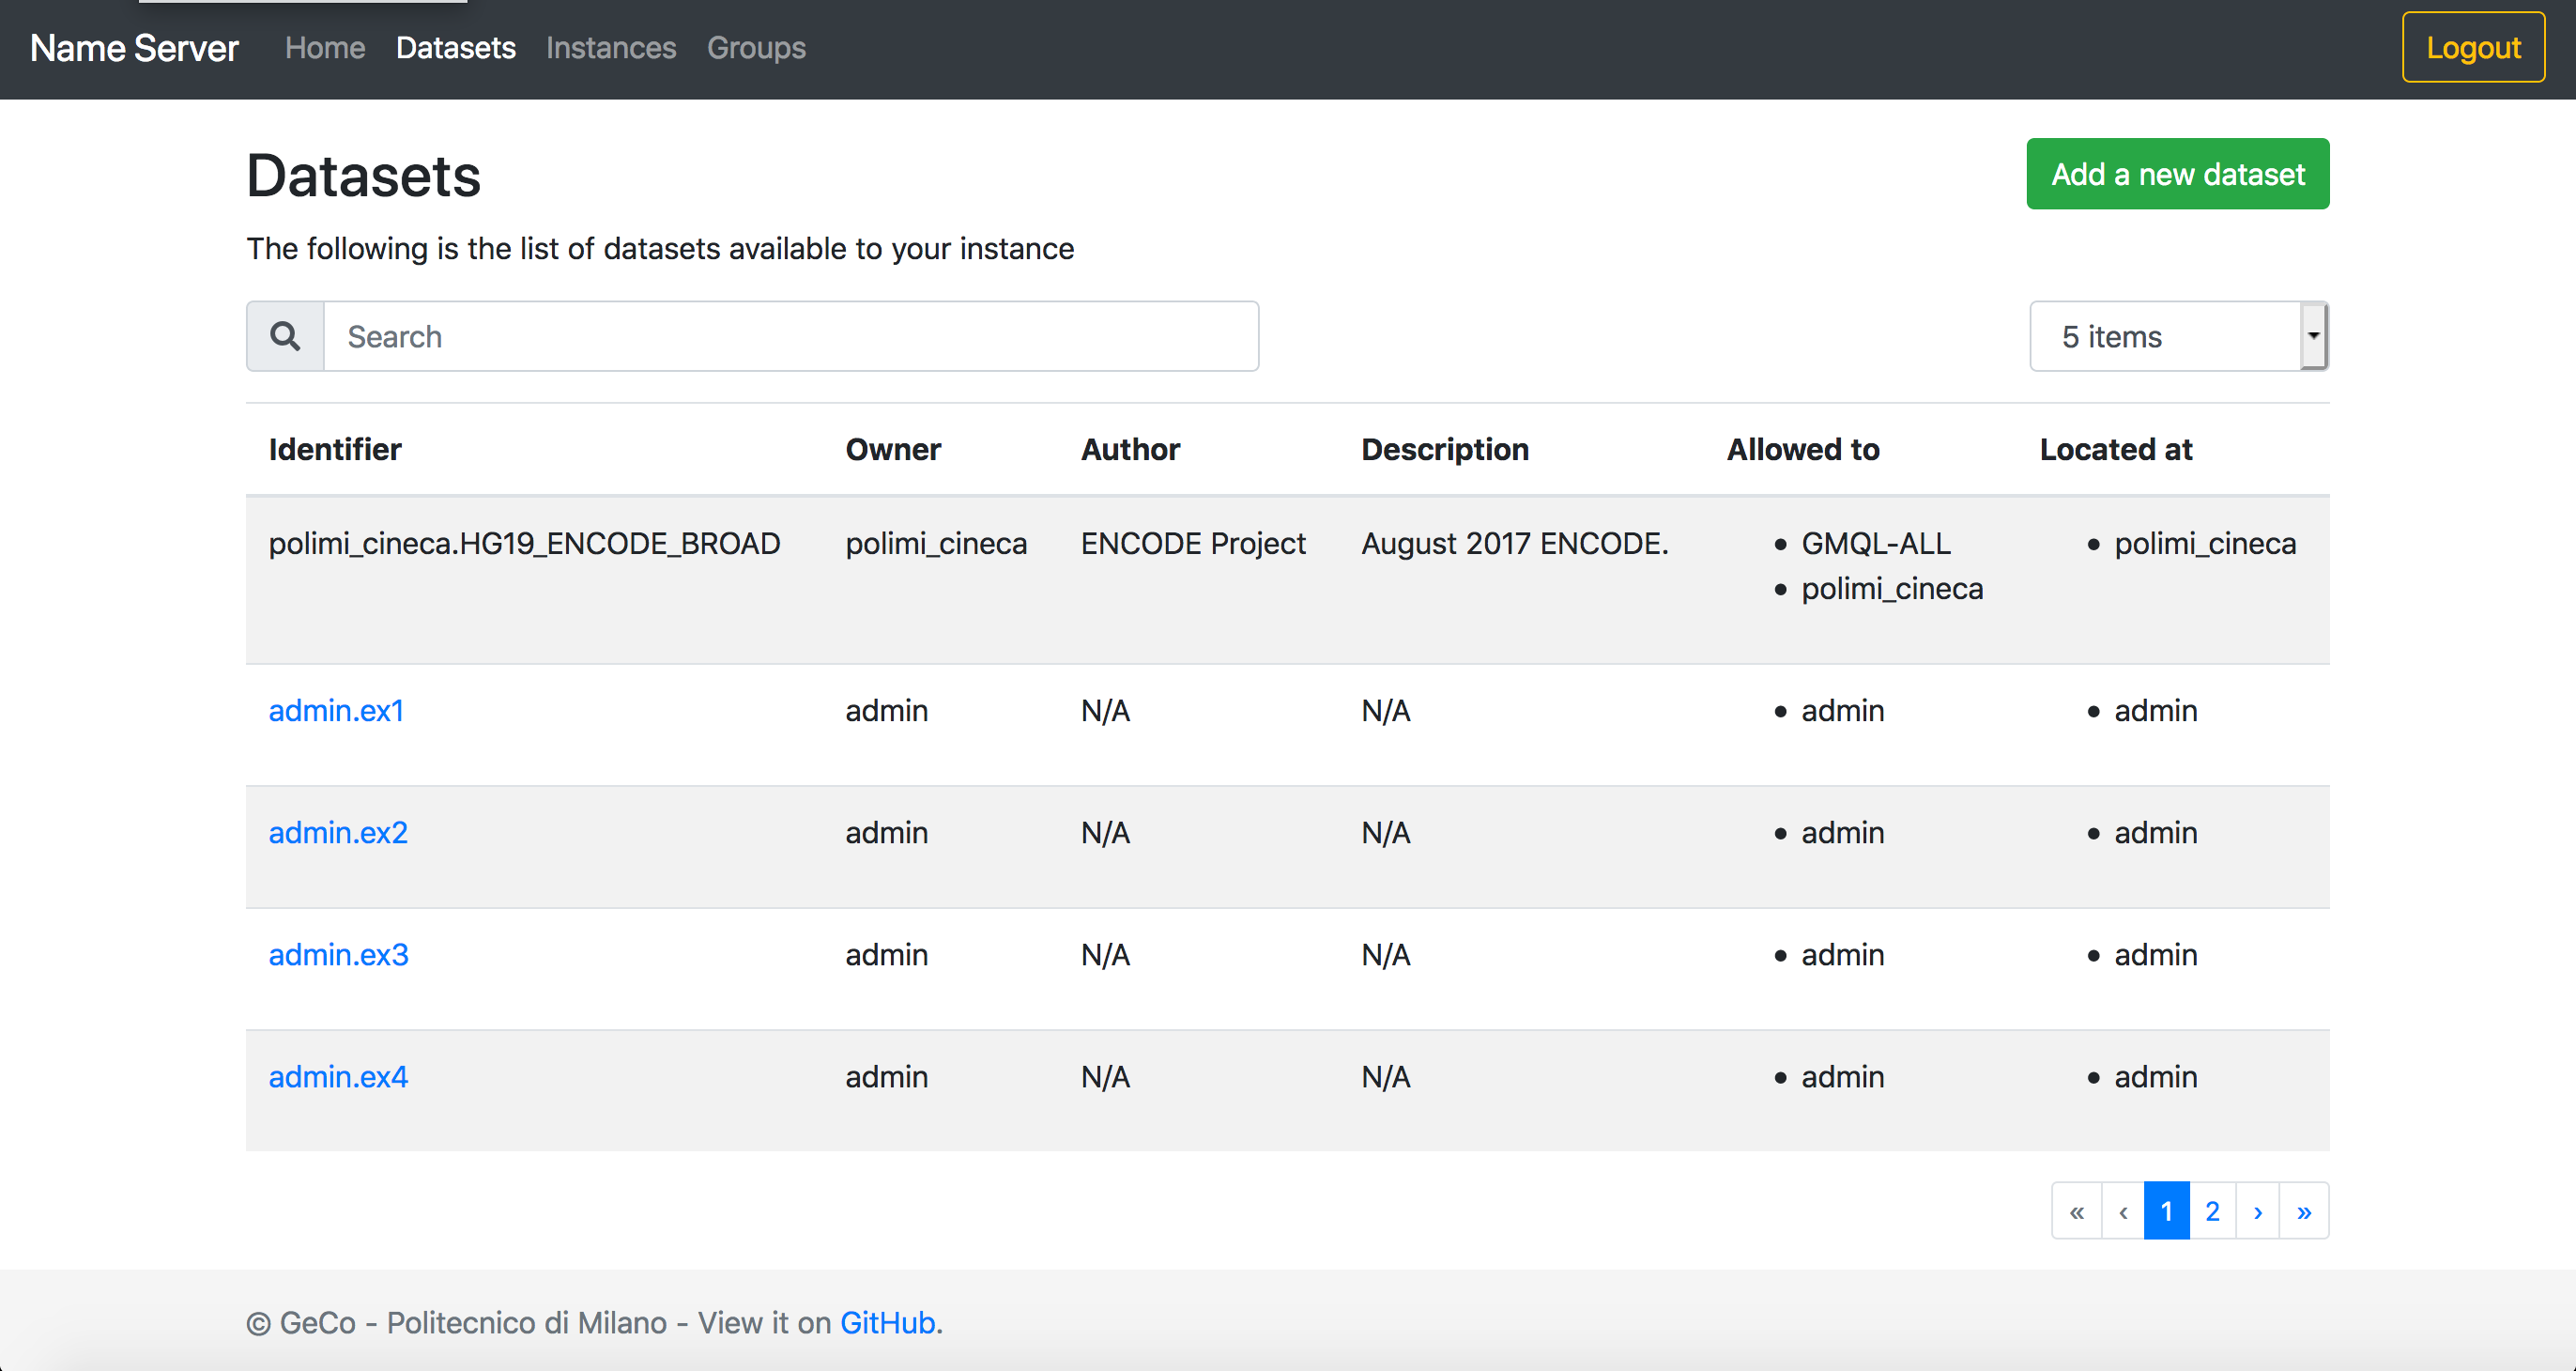 Name Server Home Datasets Instances Groups Logout
Datasets
Add a new dataset
The following is the list of datasets available to your instance
Search
5 items
Identifier Owner Author Description Allowed to Located at
polimi_cineca.HG19_ENCODE_BROAD polimi_cineca ENCODE Project August 2017 ENCODE. • GMQL-ALL • polimi_cineca
• polimi_cineca
admin.ex1 admin N/A N/A • admin • admin
admin.ex2 admin N/A N/A • admin • admin
admin.ex3 admin N/A N/A • admin • admin
admin.ex4 admin N/A N/A • admin • admin
« ‹ 1 2 › »
© GeCo - Politecnico di Milano - View it on GitHub.